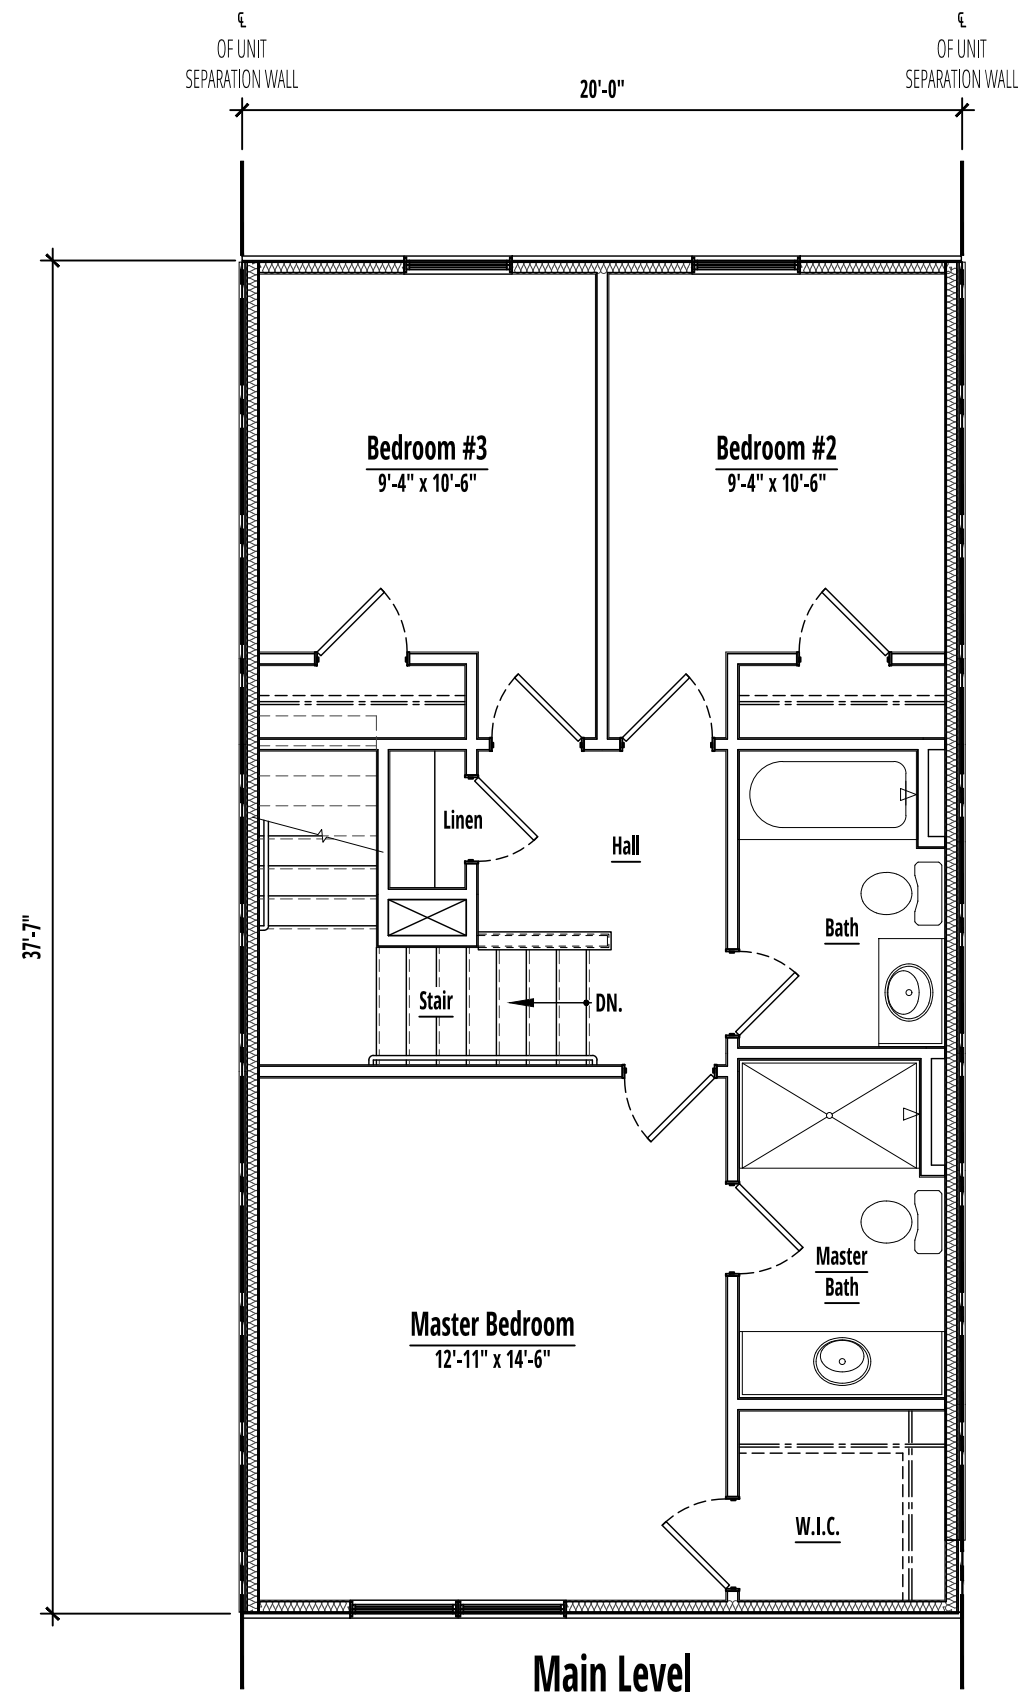 ℄
OF UNIT
SEPARATION WALL
℄
OF UNIT
SEPARATION WALL
20'-0"
37'-7"
Bedroom #3
9'-4" x 10'-6"
Bedroom #2
9'-4" x 10'-6"
Linen
Hall
Bath
Stair
DN.
Master
Bath
Master Bedroom
12'-11" x 14'-6"
W.I.C.
Main Level